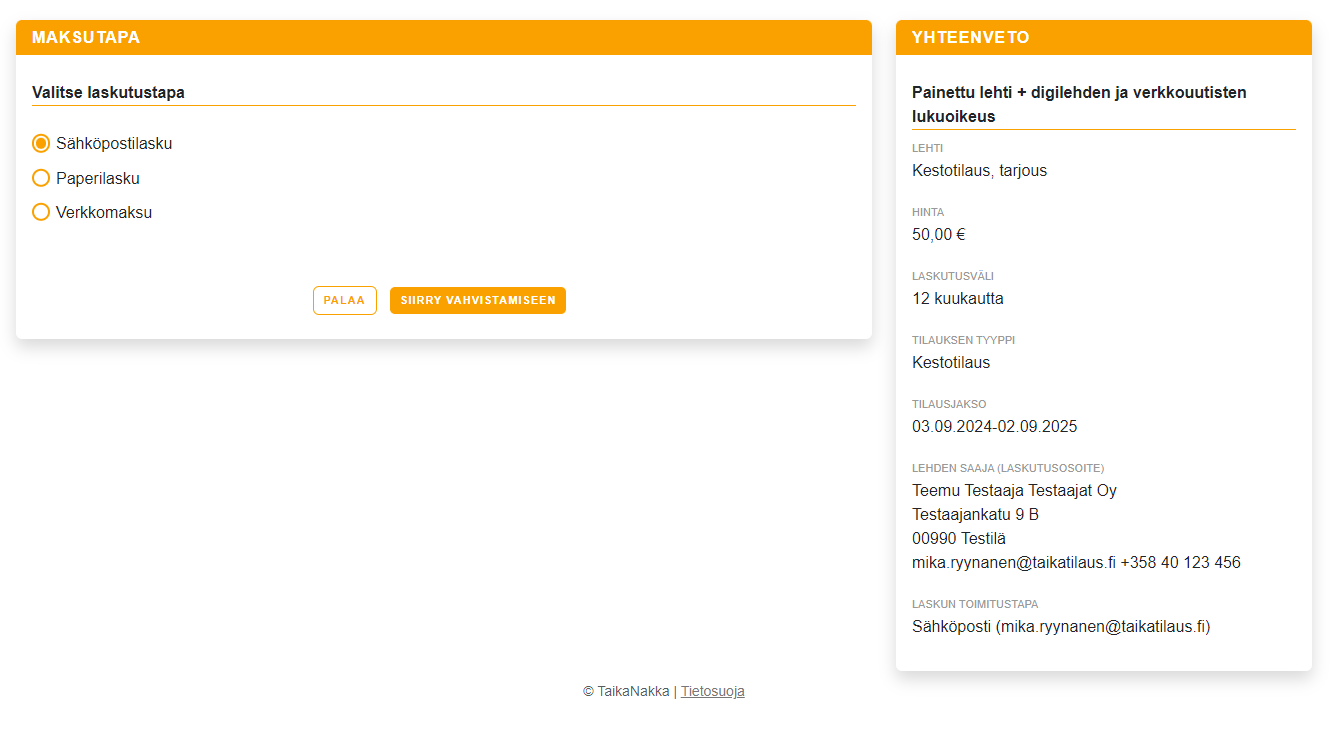 MAKSUTAPA
Valitse laskutustapa
Sähköpostilasku
Paperilasku
Verkkomaksu
PALAA
SIIRRY VAHVISTAMISEEN
YHTEENVETO
Painettu lehti + digilehden ja verkkouutisten
lukuoikeus
LEHTI
Kestotilaus, tarjous
HINTA
50,00 €
LASKUTUSVÄLI
12 kuukautta
TILAUKSEN TYYPPI
Kestotilaus
TILAUSJAKSO
03.09.2024-02.09.2025
LEHDEN SAAJA (LASKUTUSOSOITE)
Teemu Testaaja Testaajat Oy
Testaajankatu 9 B
00990 Testilä
mika.ryynanen@taikatilaus.fi +358 40 123 456
LASKUN TOIMITUSTAPA
Sähköposti (mika.ryynanen@taikatilaus.fi)
© TaikaNakka | Tietosuoja